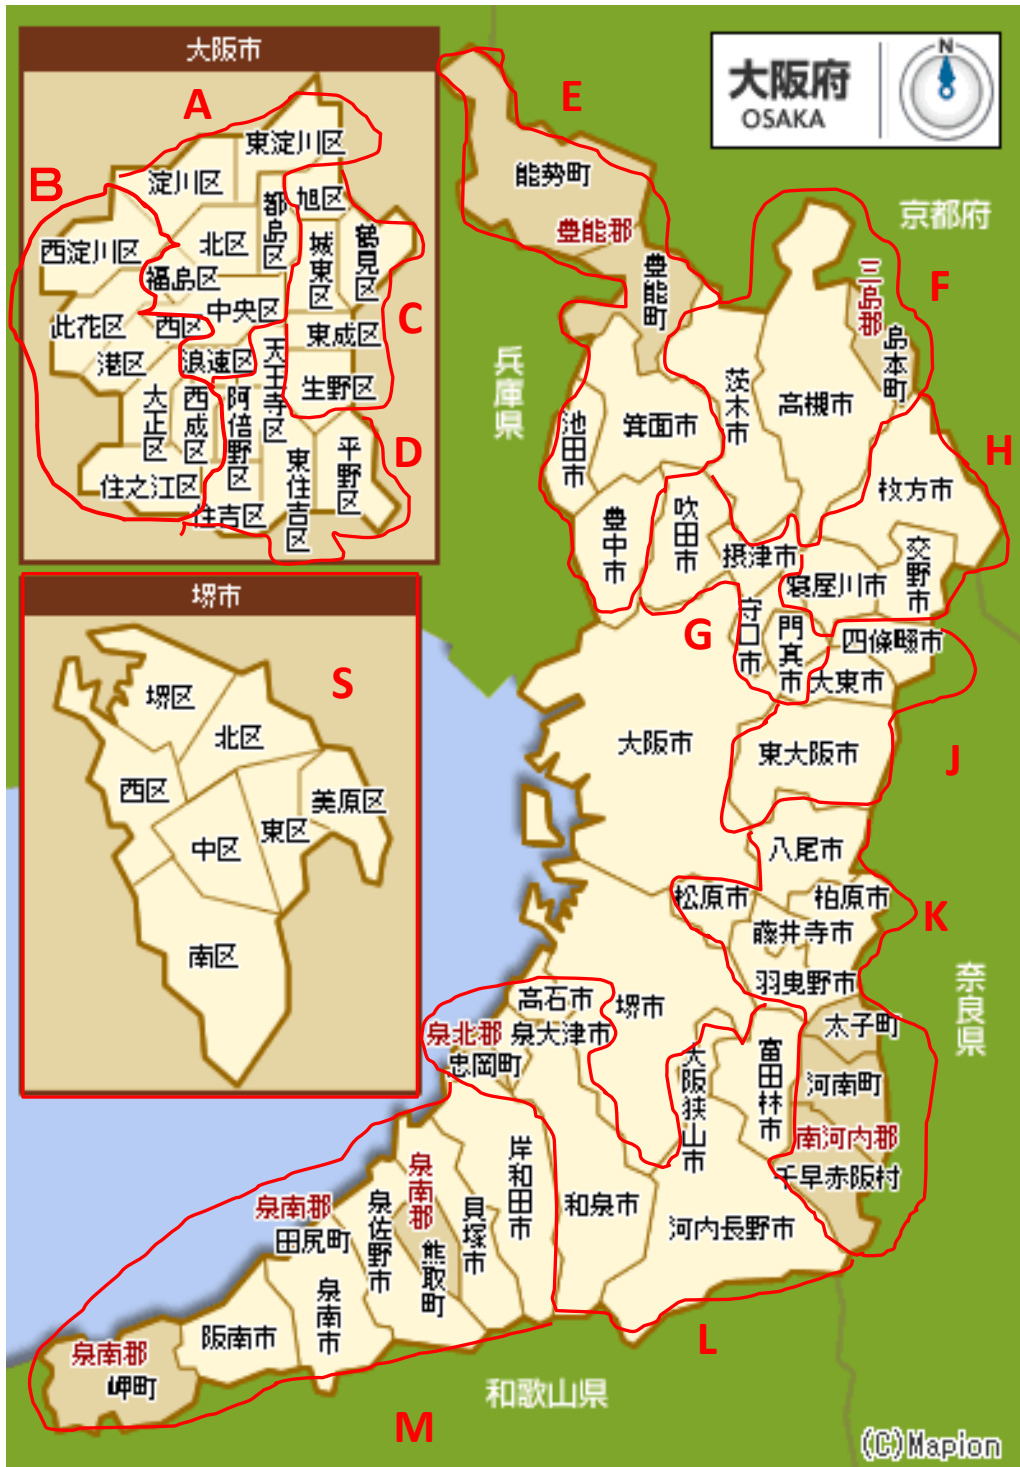 大阪市
A
東淀川区
淀川区
B
旭区
都島区
西淀川区
北区
城東区
鶴見区
福島区
中央区
C
此花区
西区
東成区
港区
浪速区
天王寺区
生野区
大正区
西成区
阿倍野区
D
平野区
東住吉区
住之江区
住吉区
堺市
S
堺区
北区
西区
美原区
東区
中区
南区
大阪府
OSAKA
N
E
能勢町
豊能郡
豊能町
京都府
F
三島郡
島本町
兵庫県
茨木市
高槻市
池田市
箕面市
H
枚方市
吹田市
豊中市
摂津市
交野市
寝屋川市
守口市
G
門真市
四條畷市
大東市
大阪市
東大阪市
J
八尾市
松原市
柏原市
K
藤井寺市
羽曳野市
奈良県
高石市
堺市
泉北郡
泉大津市
忠岡町
太子町
大阪狭山市
富田林市
河南町
南河内郡
千早赤阪村
岸和田市
和泉市
河内長野市
泉南郡
泉南郡
田尻町
泉佐野市
熊取町
貝塚市
泉南市
阪南市
泉南郡
岬町
L
和歌山県
M
(C)Mapion